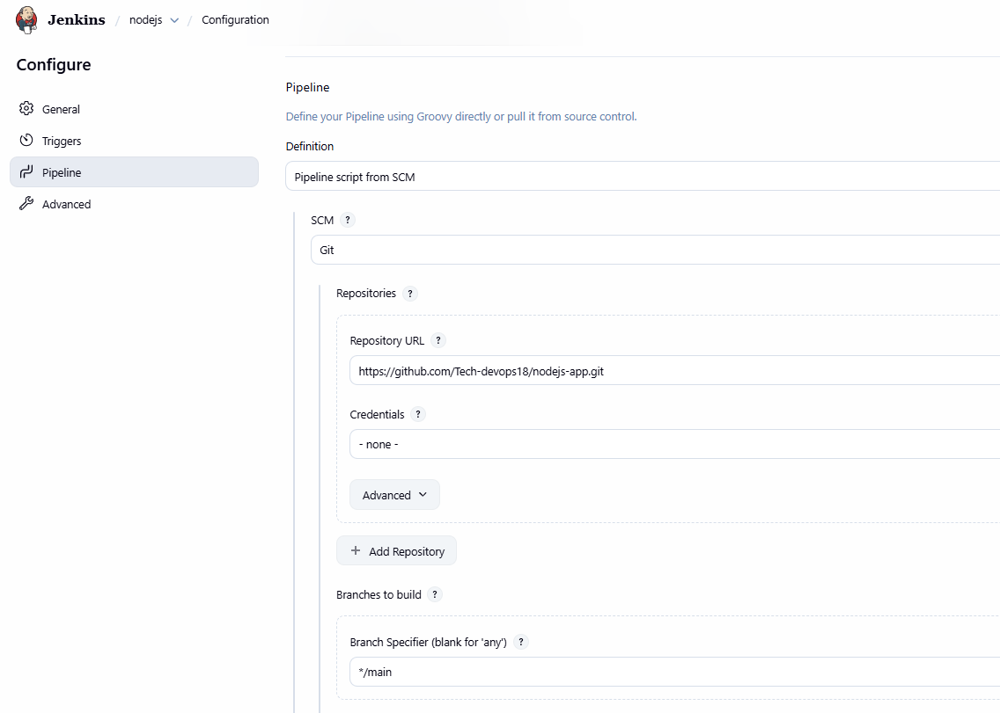 Jenkins / nodejs / Configuration
Configure
General
Triggers
Pipeline
Advanced
Pipeline
Define your Pipeline using Groovy directly or pull it from source control.
Definition
Pipeline script from SCM
SCM ?
Git
Repositories ?
Repository URL ?
https://github.com/Tech-devops18/nodejs-app.git
Credentials ?
- none -
Advanced
+ Add Repository
Branches to build ?
Branch Specifier (blank for 'any') ?
*/main